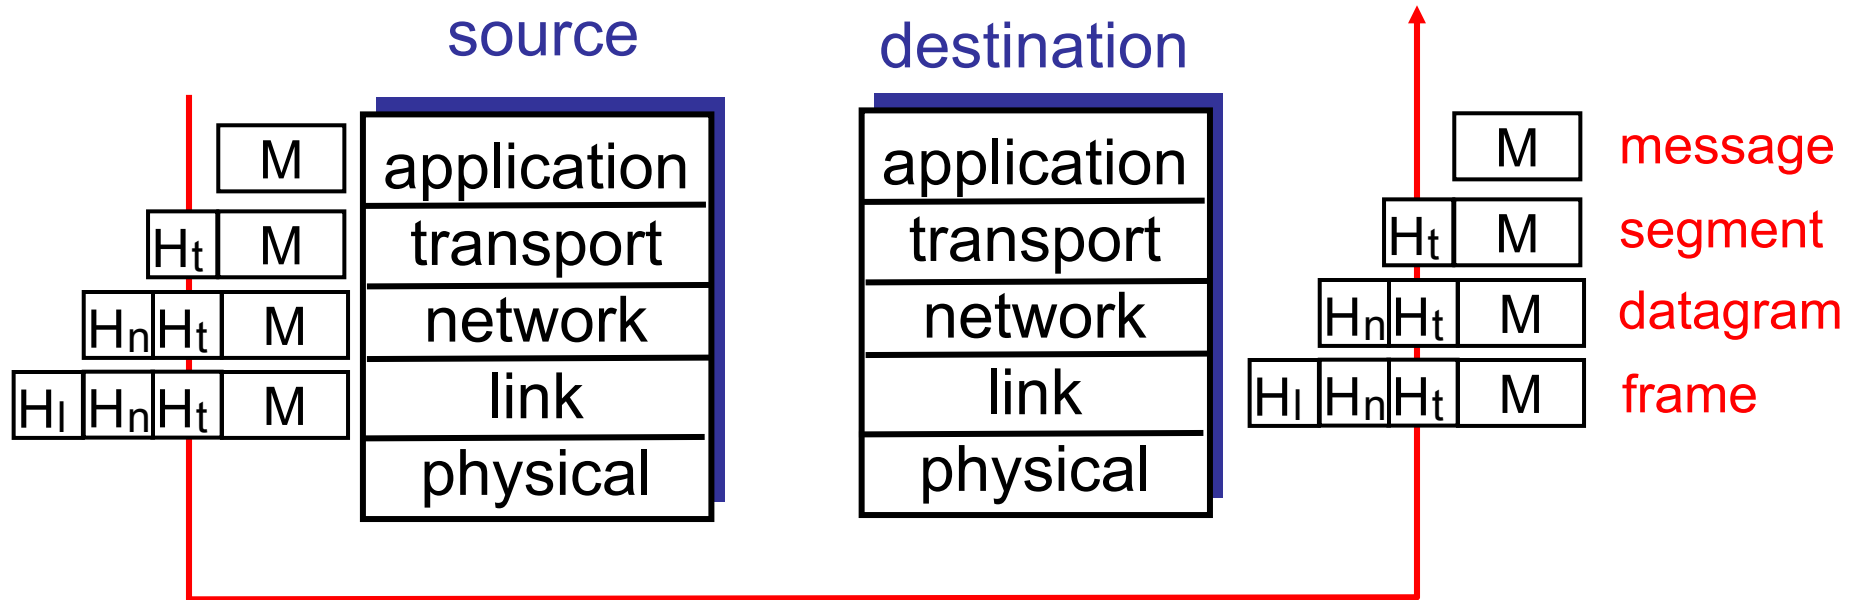 source destination
M application application M message
Ht M transport transport Ht M segment
Hn Ht M network network Hn Ht M datagram
Hl Hn Ht M link link Hl Hn Ht M frame
physical physical